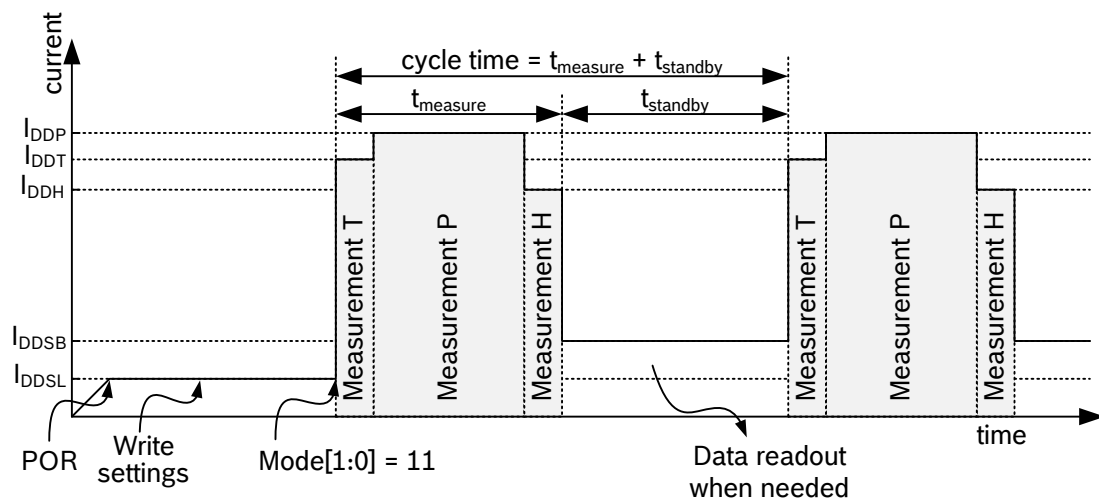 current
cycle time = tmeasure + tstandby
tmeasure
tstandby
IDDP
IDDT
IDDH
IDDSB
IDDSL
Measurement T
Measurement P
Measurement H
Measurement T
Measurement P
Measurement H
time
POR
Write
settings
Mode[1:0] = 11
Data readout
when needed